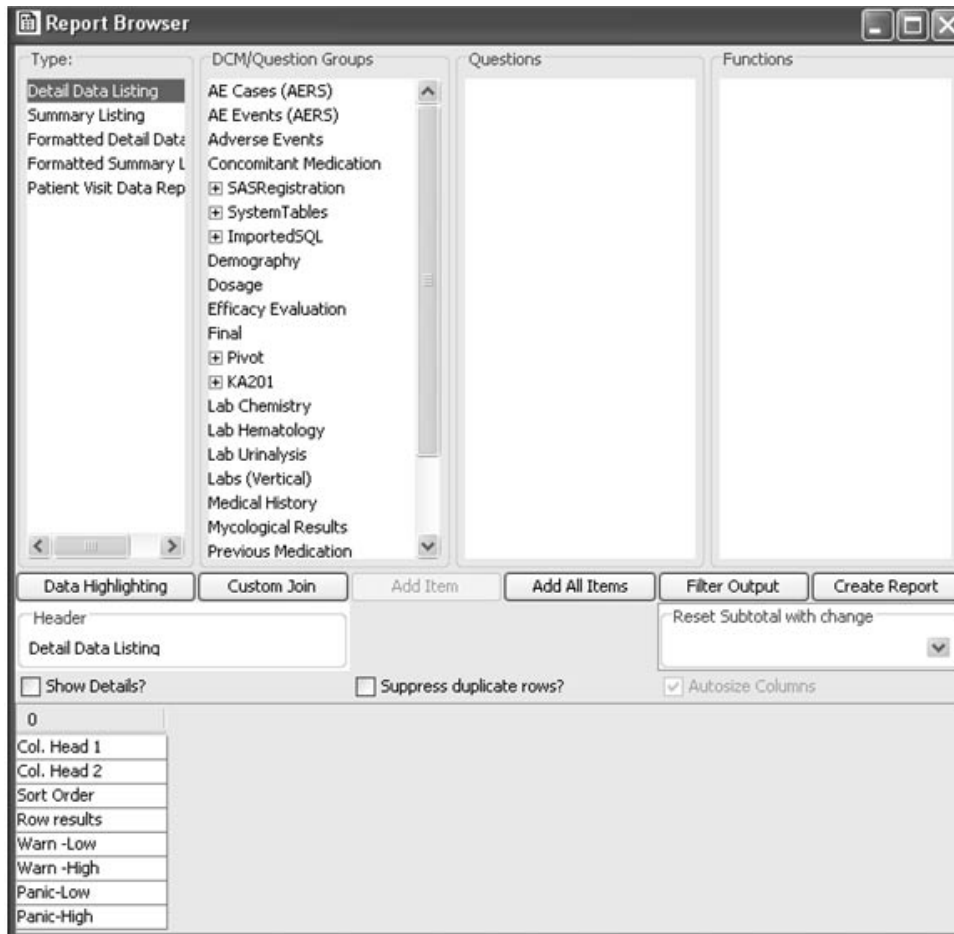 Report Browser
Type:
Detail Data Listing
Summary Listing
Formatted Detail Data
Formatted Summary L
Patient Visit Data Rep
DCM/Question Groups
AE Cases (AERS)
AE Events (AERS)
Adverse Events
Concomitant Medication
SASRegistration
SystemTables
ImportedSQL
Demography
Dosage
Efficacy Evaluation
Final
Pivot
KA201
Lab Chemistry
Lab Hematology
Lab Urinalysis
Labs (Vertical)
Medical History
Mycological Results
Previous Medication
Questions
Functions
Data Highlighting
Custom Join
Add Item
Add All Items
Filter Output
Create Report
Header
Detail Data Listing
Reset Subtotal with change
Show Details?
Suppress duplicate rows?
Autosize Columns
0
Col. Head 1
Col. Head 2
Sort Order
Row results
Warn -Low
Warn -High
Panic-Low
Panic-High